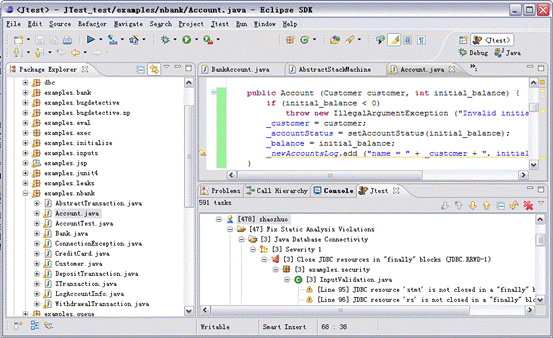 <Jtest> - JTest_test/examples/nbank/Account.java - Eclipse SDK
File Edit Source Refactor Navigate Search Project Jtest Run Window Help
<Jtest>
Debug Java
Package Explorer
dbc
examples.bank
examples.bugdetective
examples.bugdetective.np
examples.eval
examples.exec
examples.initialize
examples.inputs
examples.jsp
examples.junit4
examples.leaks
examples.nbank
AbstractTransaction.java
Account.java
AccountTest.java
Bank.java
ConnectionException.java
CreditCard.java
Customer.java
DepositTransaction.java
ITransaction.java
LogAccountInfo.java
WithdrawalTransaction.java
examples.queue
BankAccount.java AbstractStackMachine Account.java
public Account (Customer customer, int initial_balance) {
if (initial_balance < 0)
throw new IllegalArgumentException ("Invalid initia
_customer = customer;
_accountStatus = setAccountStatus(initial_balance);
_balance = initial_balance;
_newAccountsLog.add ("name = " + _customer + ", initial
}
Problems Call Hierarchy Console Jtest
591 tasks
[478] zhaozhuo
[47] Fix Static Analysis Violations
[3] Java Database Connectivity
[3] Severity 1
[3] Close JDBC resources in "finally" blocks (JDBC.RRWD-1)
[3] examples.security
[3] InputValidation.java
[Line 95] JDBC resource 'stmt' is not closed in a "finally" b
[Line 96] JDBC resource 'rs' is not closed in a "finally" blo
Writable Smart Insert 68 : 38